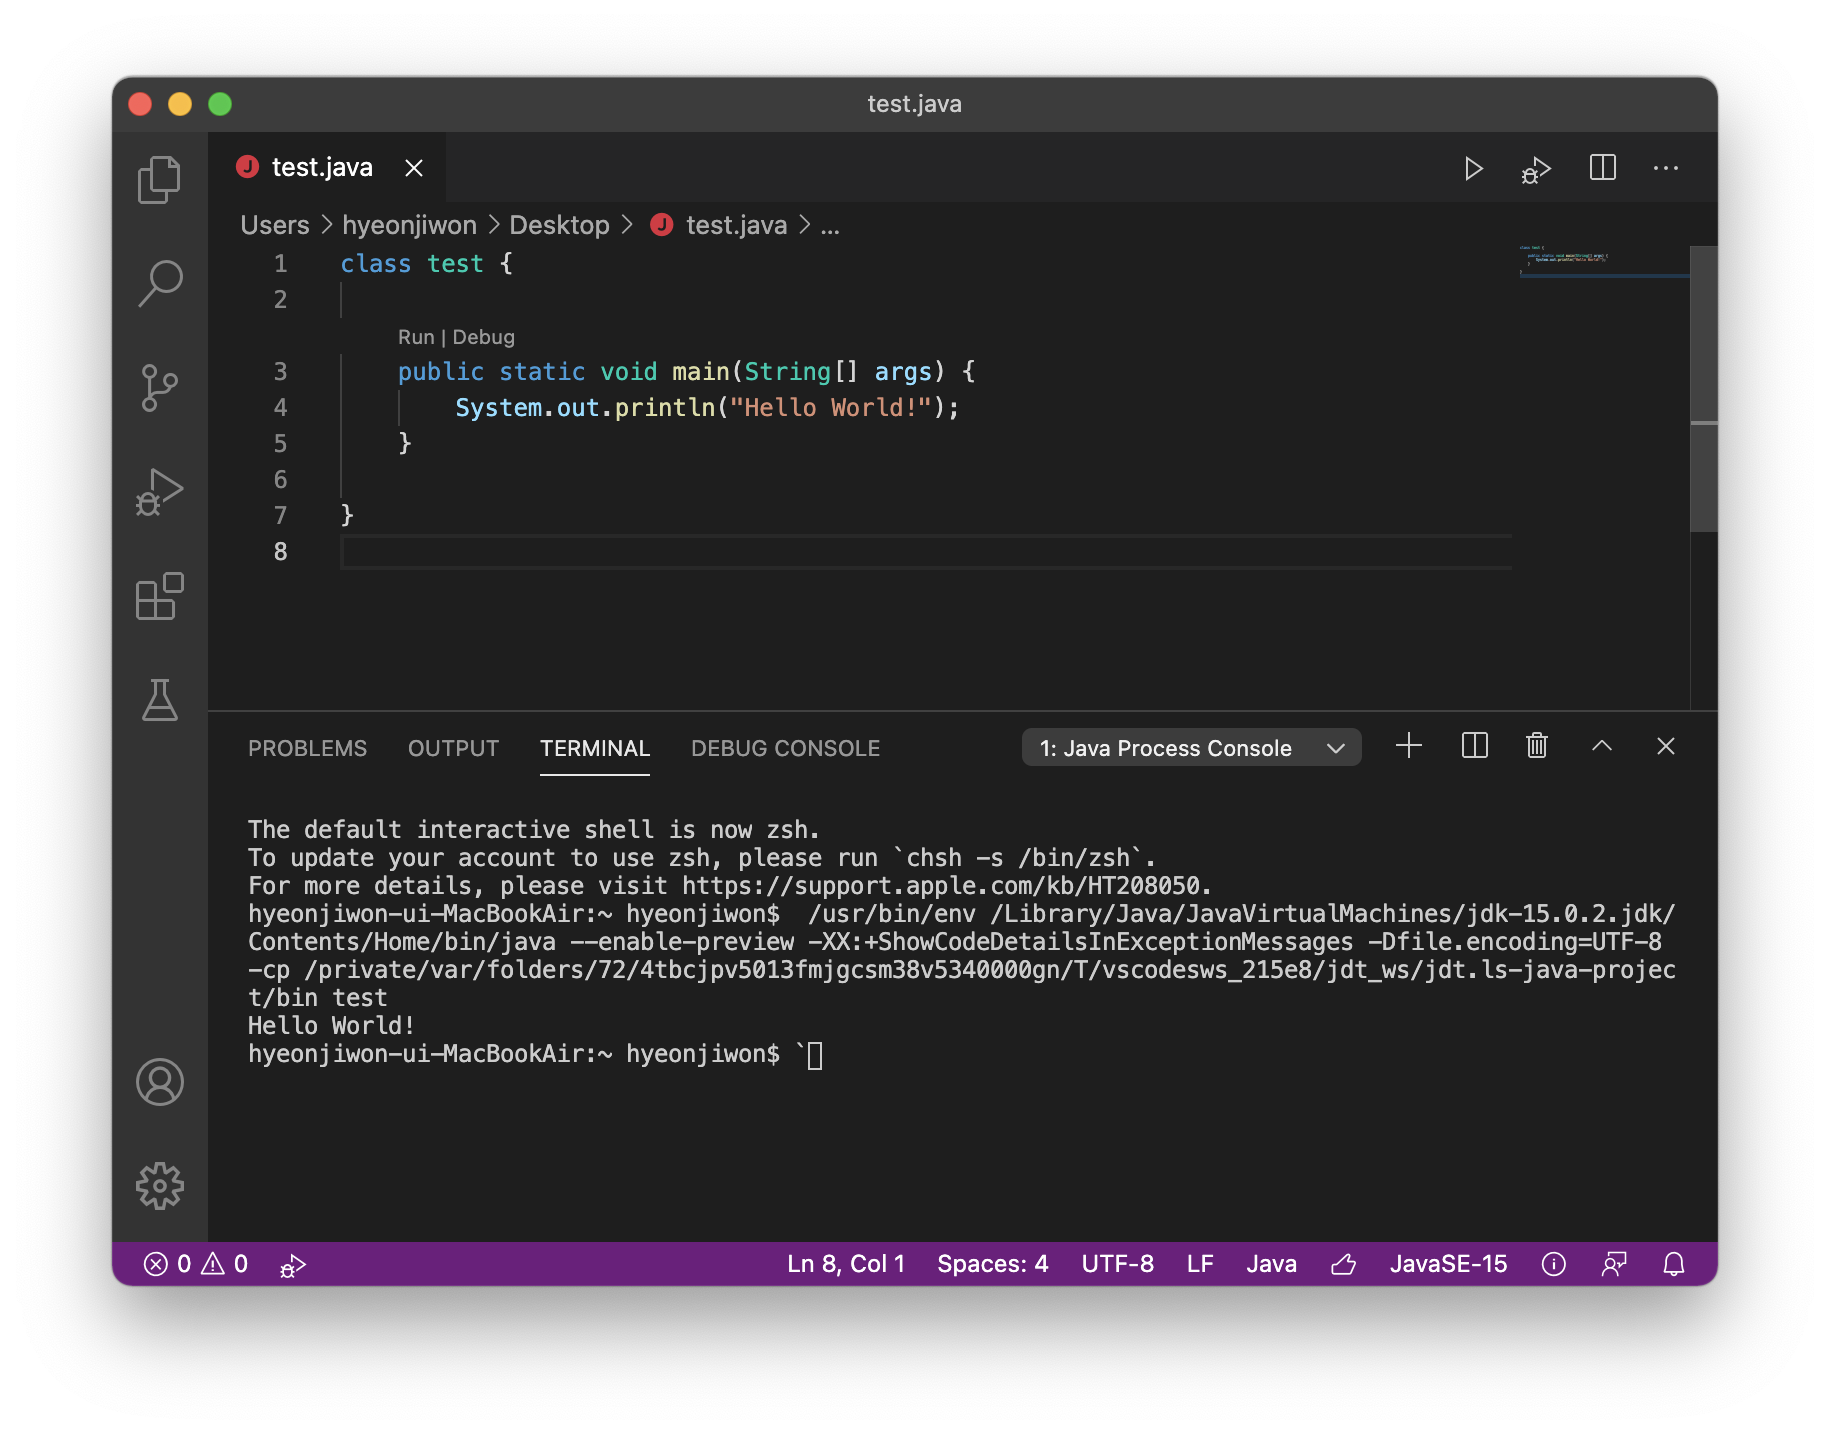 test.java
test.java
Users > hyeonjiwon > Desktop > test.java > ...
1 class test {
2
Run | Debug
3 public static void main(String[] args) {
4 System.out.println("Hello World!");
5 }
6
7 }
8
PROBLEMS OUTPUT TERMINAL DEBUG CONSOLE 1: Java Process Console
The default interactive shell is now zsh.
To update your account to use zsh, please run `chsh -s /bin/zsh`.
For more details, please visit https://support.apple.com/kb/HT208050.
hyeonjiwon-ui-MacBookAir:~ hyeonjiwon$  /usr/bin/env /Library/Java/JavaVirtualMachines/jdk-15.0.2.jdk/
Contents/Home/bin/java --enable-preview -XX:+ShowCodeDetailsInExceptionMessages -Dfile.encoding=UTF-8
-cp /private/var/folders/72/4tbcjpv5013fmjgcsm38v5340000gn/T/vscodesws_215e8/jdt_ws/jdt.ls-java-projec
t/bin test
Hello World!
hyeonjiwon-ui-MacBookAir:~ hyeonjiwon$ `
0 0 Ln 8, Col 1 Spaces: 4 UTF-8 LF Java JavaSE-15